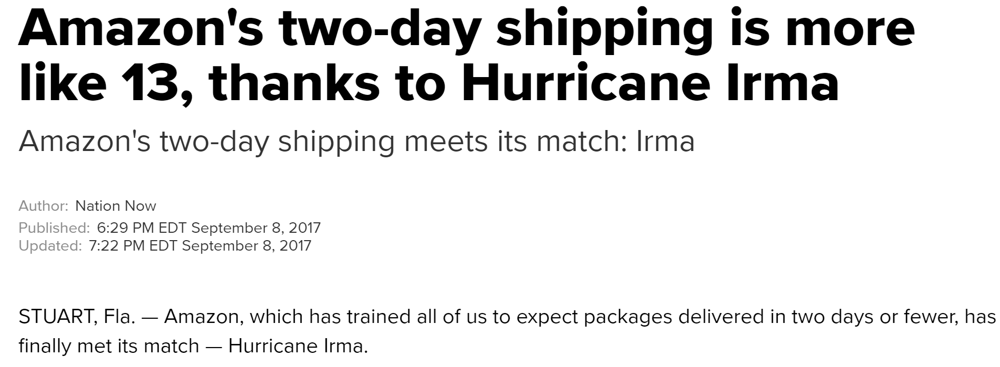 Amazon's two-day shipping is more
like 13, thanks to Hurricane Irma
Amazon's two-day shipping meets its match: Irma
Author: Nation Now
Published: 6:29 PM EDT September 8, 2017
Updated: 7:22 PM EDT September 8, 2017
STUART, Fla. — Amazon, which has trained all of us to expect packages delivered in two days or fewer, has
finally met its match — Hurricane Irma.